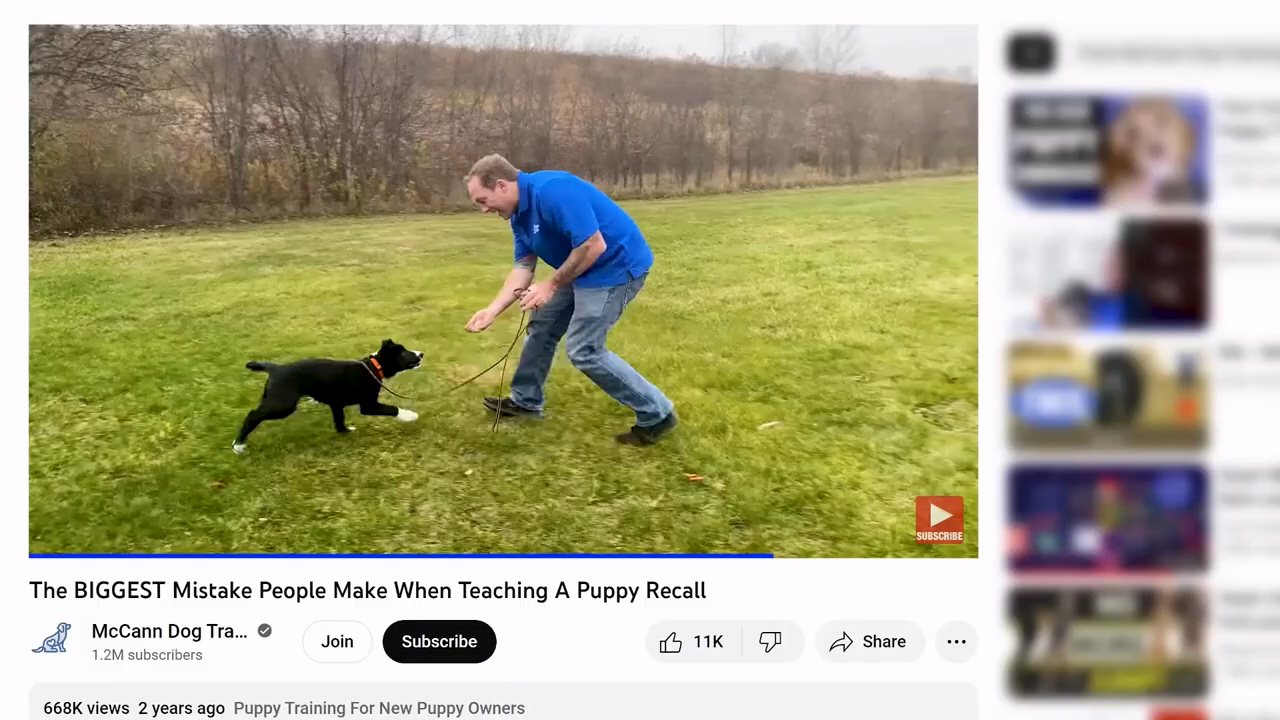 SUBSCRIBE
The BIGGEST Mistake People Make When Teaching A Puppy Recall
McCann Dog Tra...
1.2M subscribers
Join
Subscribe
11K
Share
668K views 2 years ago Puppy Training For New Puppy Owners